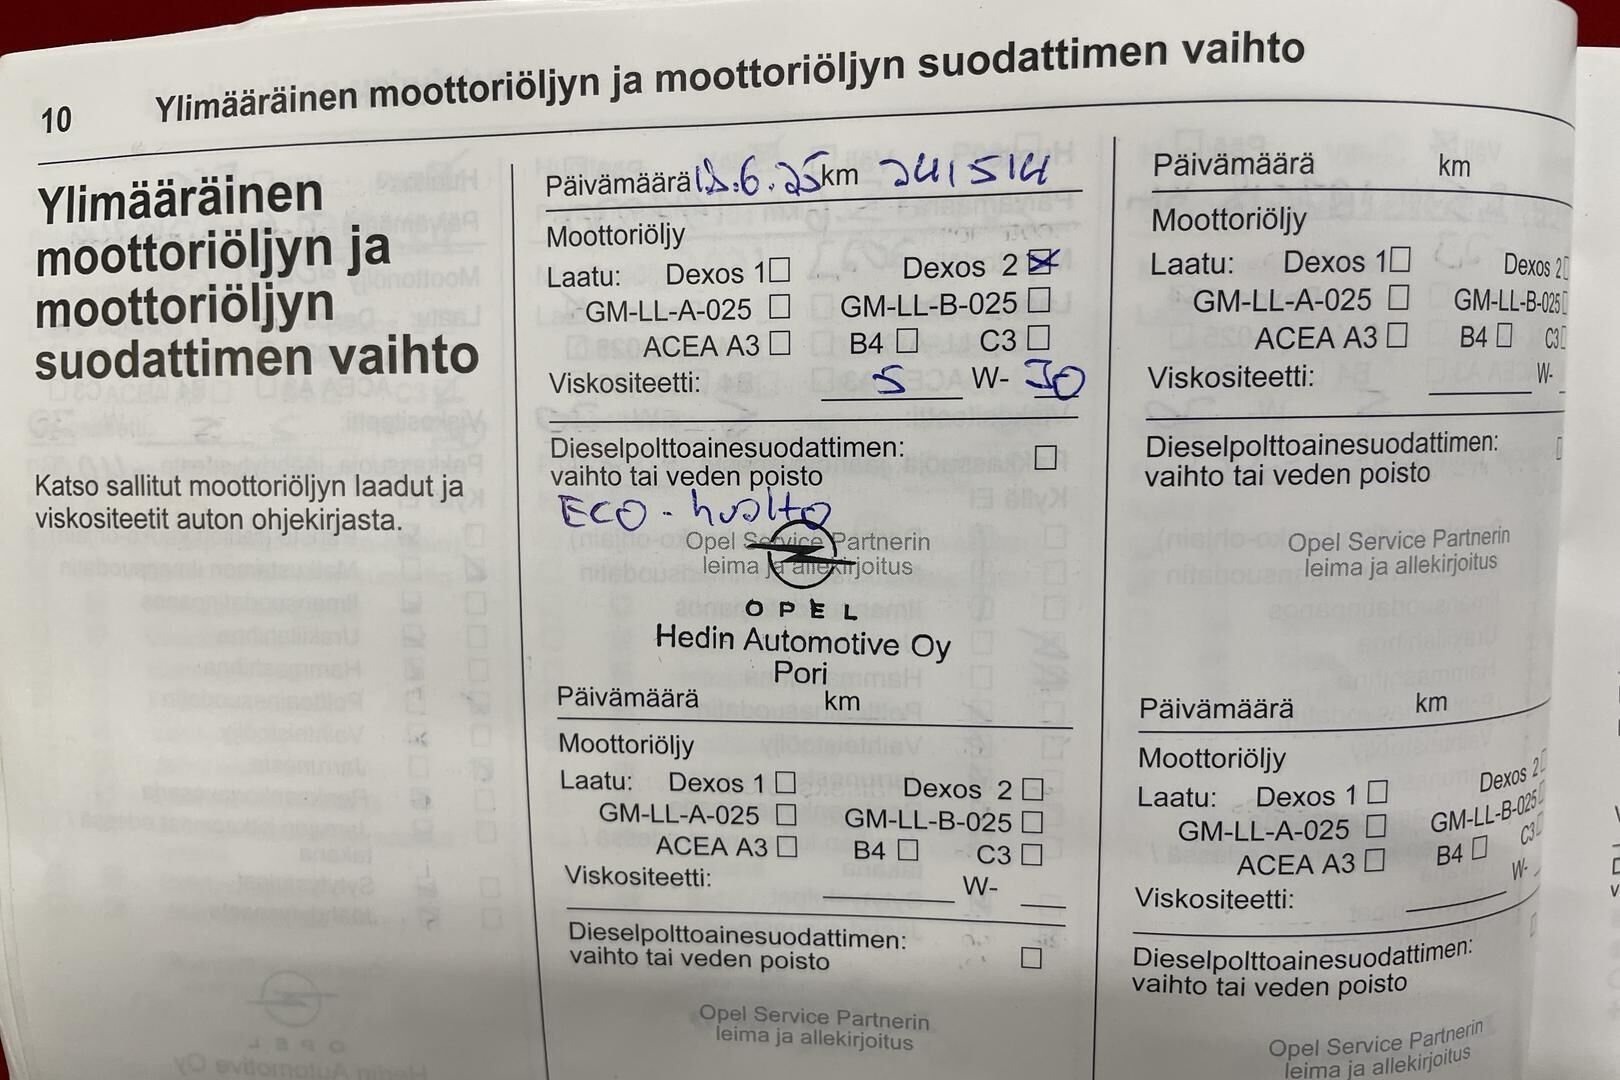 10 Ylimääräinen moottoriöljyn ja moottoriöljyn suodattimen vaihto
Ylimääräinen
moottoriöljyn ja
moottoriöljyn
suodattimen vaihto
Katso sallitut moottoriöljyn laadut ja
viskositeetit auton ohjekirjasta.
Päivämäärä 12.6.25 km 241514
Moottoriöljy
Laatu: Dexos 1 Dexos 2
GM-LL-A-025 GM-LL-B-025
ACEA A3 B4 C3
Viskositeetti: 5 W- 30
Dieselpolttoainesuodattimen:
vaihto tai veden poisto
ECO - huolto
Opel Service Partnerin
leima ja allekirjoitus
OPEL
Hedin Automotive Oy
Pori
Päivämäärä km
Moottoriöljy
Laatu: Dexos 1 Dexos 2
GM-LL-A-025 GM-LL-B-025
ACEA A3 B4 C3
Viskositeetti: W-
Dieselpolttoainesuodattimen:
vaihto tai veden poisto
Opel Service Partnerin
leima ja allekirjoitus
Päivämäärä km
Moottoriöljy
Laatu: Dexos 1 Dexos 2
GM-LL-A-025 GM-LL-B-025
ACEA A3 B4 C3
Viskositeetti: W-
Dieselpolttoainesuodattimen:
vaihto tai veden poisto
Opel Service Partnerin
leima ja allekirjoitus
Päivämäärä km
Moottoriöljy
Laatu: Dexos 1 Dexos 2
GM-LL-A-025 GM-LL-B-025
ACEA A3 B4 C3
Viskositeetti: W-
Dieselpolttoainesuodattimen:
vaihto tai veden poisto
Opel Service Partnerin
leima ja allekirjoitus